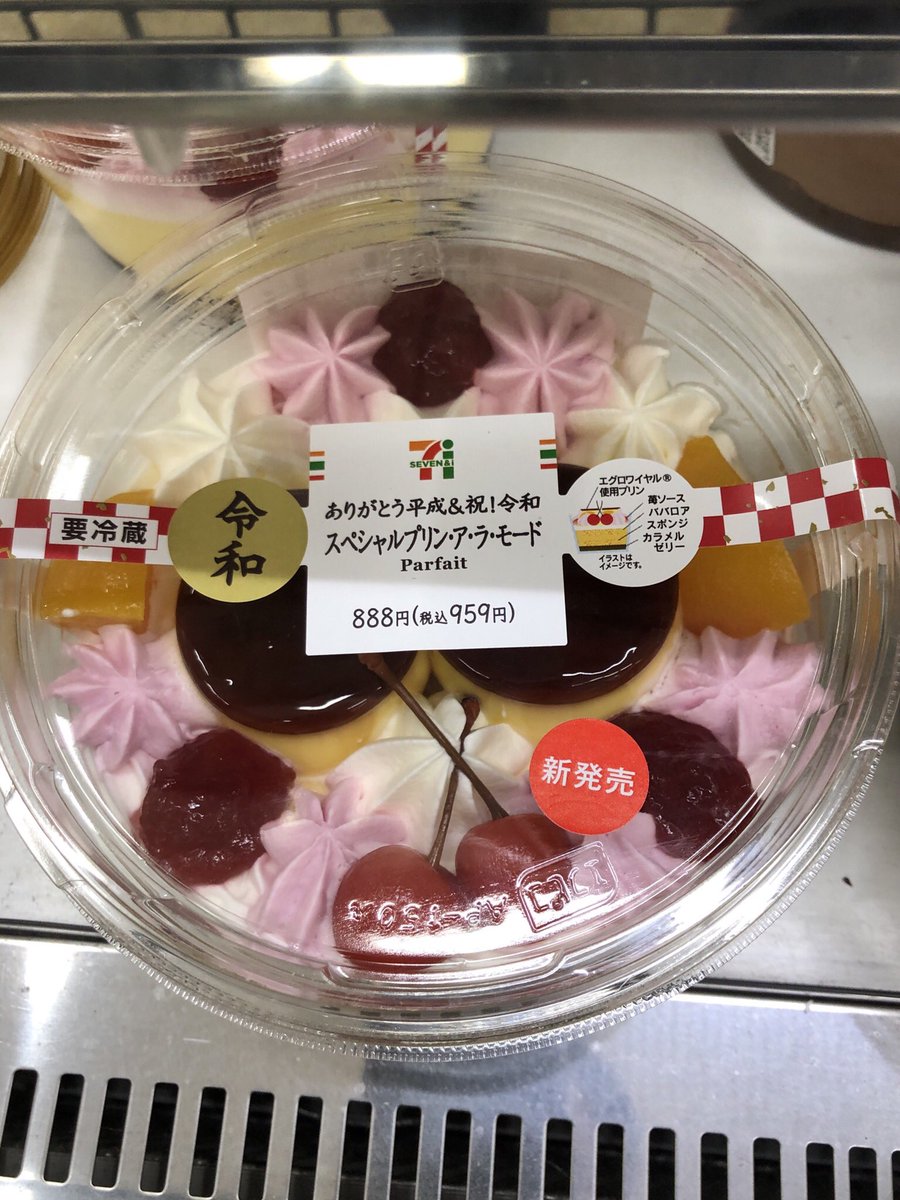 SEVEN&i
ありがとう平成&祝!令和
スペシャルプリン・ア・ラ・モード
Parfait
888円(税込959円)
要冷蔵
令和
エグロワイヤル®
使用プリン
苺ソース
ババロア
スポンジ
カラメル
ゼリー
イラストは
イメージです。
新発売
AP-150